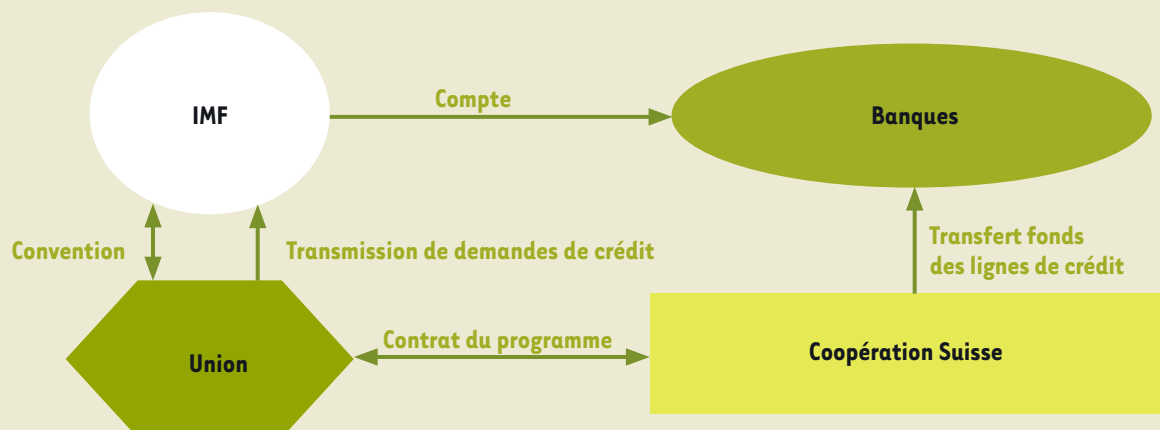 Compte
IMF
Banques
Convention
Transmission de demandes de crédit
Transfert fonds
des lignes de crédit
Contrat du programme
Union
Coopération Suisse